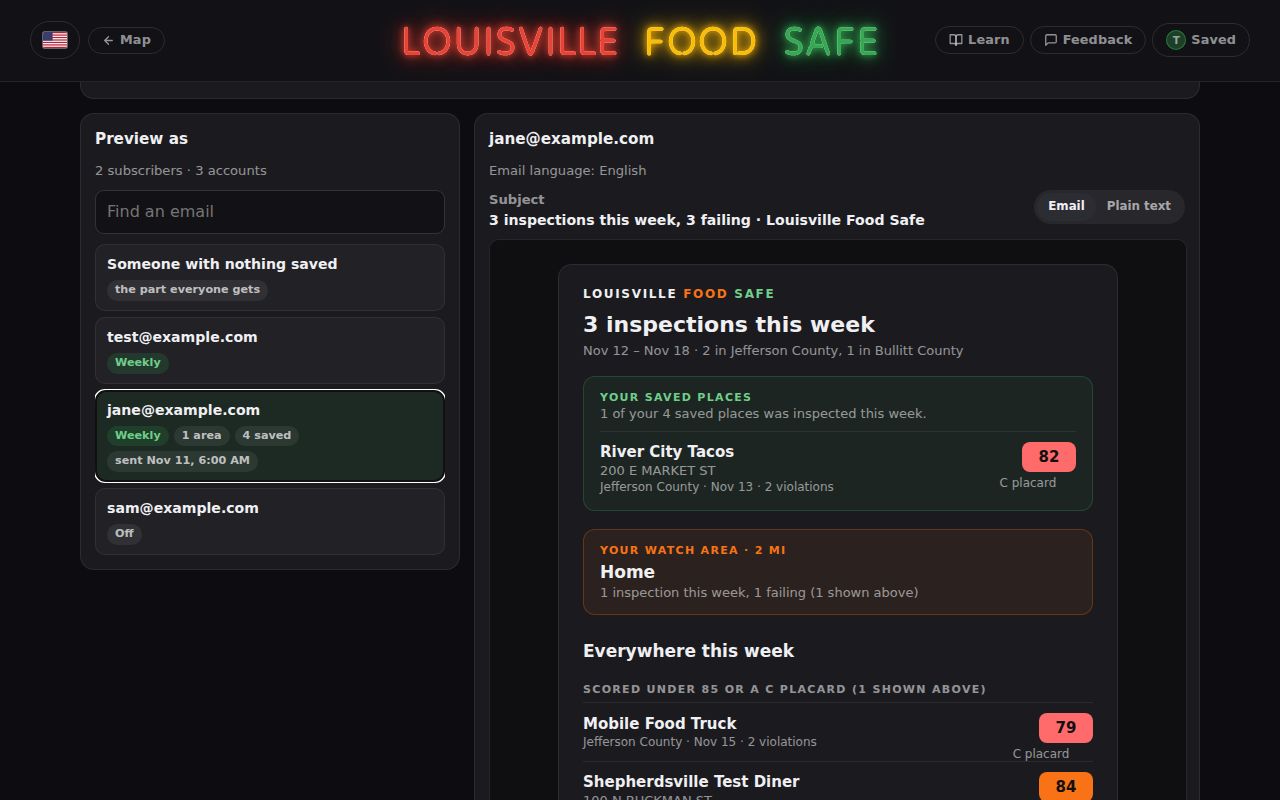 Map
LOUISVILLE FOOD SAFE
Learn
Feedback
T Saved
Preview as
2 subscribers · 3 accounts
Find an email
Someone with nothing saved
the part everyone gets
test@example.com
Weekly
jane@example.com
Weekly 1 area 4 saved
sent Nov 11, 6:00 AM
sam@example.com
Off
jane@example.com
Email language: English
Subject
3 inspections this week, 3 failing · Louisville Food Safe
Email Plain text
LOUISVILLE FOOD SAFE
3 inspections this week
Nov 12 – Nov 18 · 2 in Jefferson County, 1 in Bullitt County
YOUR SAVED PLACES
1 of your 4 saved places was inspected this week.
River City Tacos
82
200 E MARKET ST
Jefferson County · Nov 13 · 2 violations
C placard
YOUR WATCH AREA · 2 MI
Home
1 inspection this week, 1 failing (1 shown above)
Everywhere this week
SCORED UNDER 85 OR A C PLACARD (1 SHOWN ABOVE)
Mobile Food Truck
79
Jefferson County · Nov 15 · 2 violations
C placard
Shepherdsville Test Diner
84
100 N BUCKMAN ST